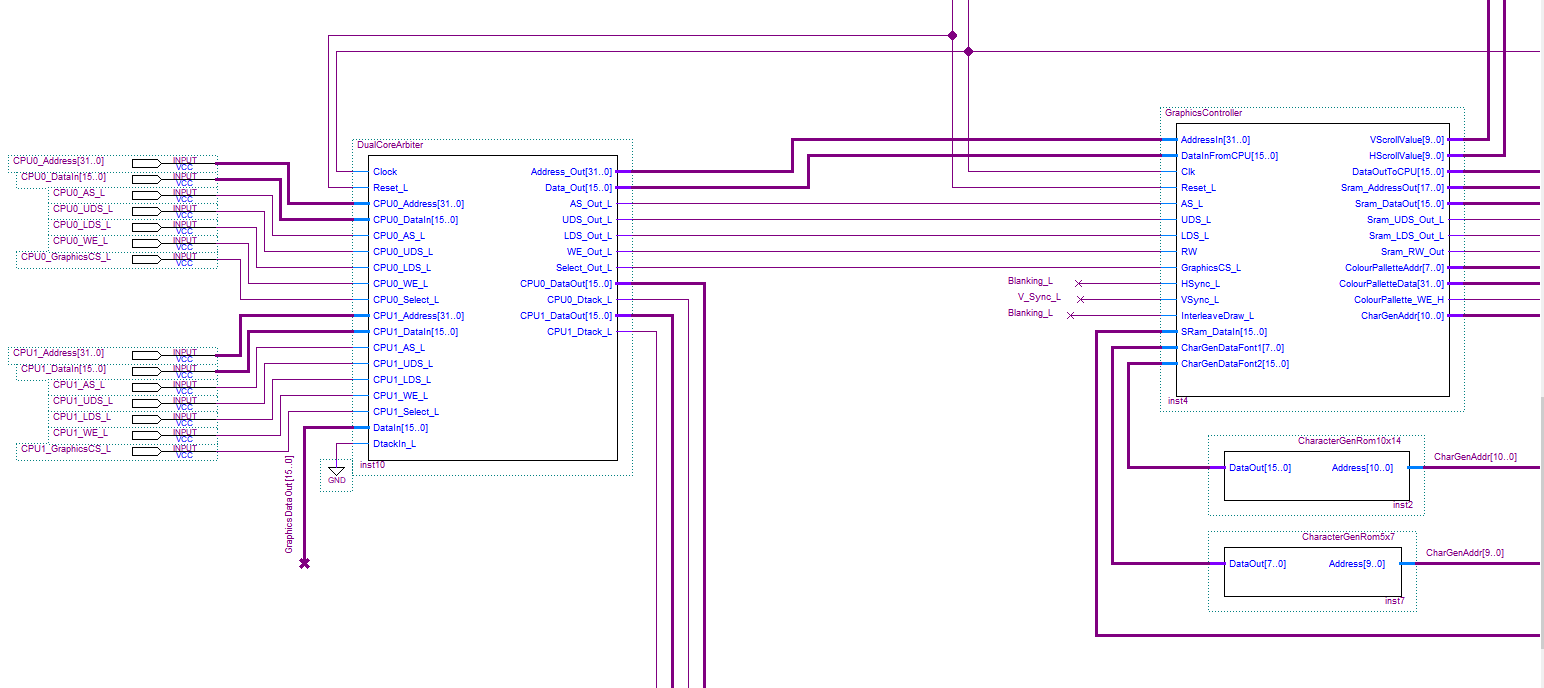 CPU0_Address[31..0] INPUT VCC
CPU0_DataIn[15..0] INPUT VCC
CPU0_AS_L INPUT VCC
CPU0_UDS_L INPUT VCC
CPU0_LDS_L INPUT VCC
CPU0_WE_L INPUT VCC
CPU0_GraphicsCS_L INPUT VCC
CPU1_Address[31..0] INPUT VCC
CPU1_DataIn[15..0] INPUT VCC
CPU1_AS_L INPUT VCC
CPU1_UDS_L INPUT VCC
CPU1_LDS_L INPUT VCC
CPU1_WE_L INPUT VCC
CPU1_GraphicsCS_L INPUT VCC
GraphicsDataOut[15..0]
GND
DualCoreArbiter
Clock
Reset_L
CPU0_Address[31..0]
CPU0_DataIn[15..0]
CPU0_AS_L
CPU0_UDS_L
CPU0_LDS_L
CPU0_WE_L
CPU0_Select_L
CPU1_Address[31..0]
CPU1_DataIn[15..0]
CPU1_AS_L
CPU1_UDS_L
CPU1_LDS_L
CPU1_WE_L
CPU1_Select_L
DataIn[15..0]
DtackIn_L
Address_Out[31..0]
Data_Out[15..0]
AS_Out_L
UDS_Out_L
LDS_Out_L
WE_Out_L
Select_Out_L
CPU0_DataOut[15..0]
CPU0_Dtack_L
CPU1_DataOut[15..0]
CPU1_Dtack_L
inst10
Blanking_L
V_Sync_L
Blanking_L
GraphicsController
AddressIn[31..0]
DataInFromCPU[15..0]
Clk
Reset_L
AS_L
UDS_L
LDS_L
RW
GraphicsCS_L
HSync_L
VSync_L
InterleaveDraw_L
SRam_DataIn[15..0]
CharGenDataFont1[7..0]
CharGenDataFont2[15..0]
VScrollValue[9..0]
HScrollValue[9..0]
DataOutToCPU[15..0]
Sram_AddressOut[17..0]
Sram_DataOut[15..0]
Sram_UDS_Out_L
Sram_LDS_Out_L
Sram_RW_Out
ColourPalletteAddr[7..0]
ColourPalletteData[31..0]
ColourPallette_WE_H
CharGenAddr[10..0]
inst4
CharacterGenRom10x14
DataOut[15..0] Address[10..0]
inst2
CharGenAddr[10..0]
CharacterGenRom5x7
DataOut[7..0] Address[9..0]
inst7
CharGenAddr[9..0]